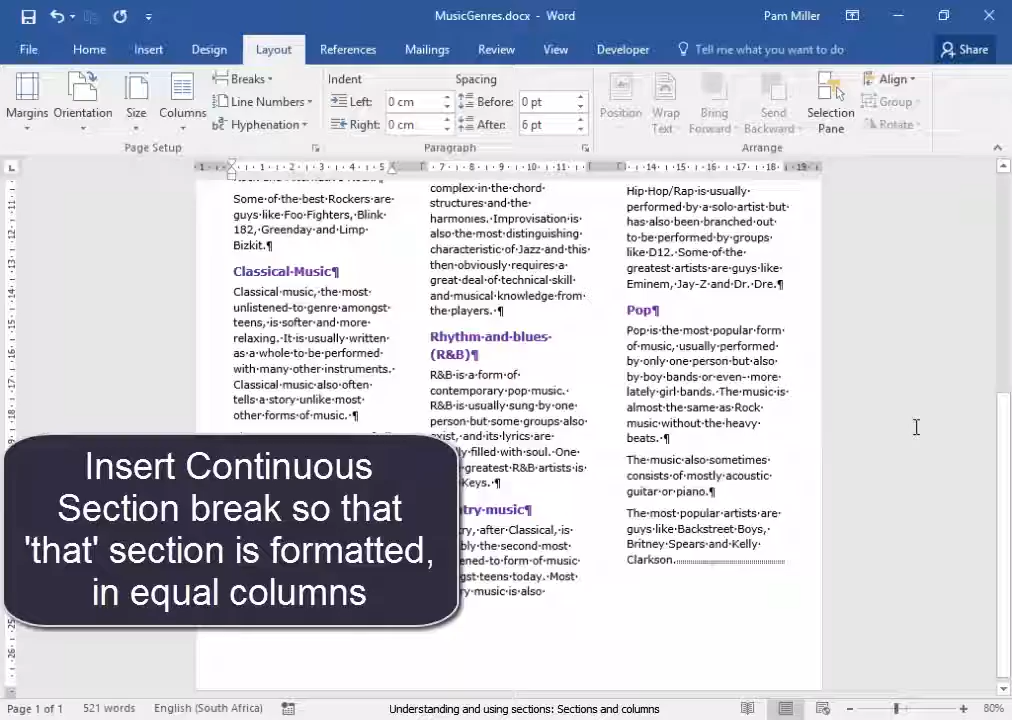 MusicGenres.docx - Word
Pam Miller
File Home Insert Design Layout References Mailings Review View Developer Tell me what you want to do Share
Margins Orientation Size Columns
Breaks
Line Numbers
Hyphenation
Page Setup
Indent Spacing
Left: 0 cm Before: 0 pt
Right: 0 cm After: 6 pt
Paragraph
Position Wrap Text Bring Forward Send Backward Selection Pane
Align
Group
Rotate
Arrange
Some·of·the·best·Rockers·are·
guys·like·Foo·Fighters,·Blink·
182,·Greenday·and·Limp·
Bizkit.¶
Classical·Music¶
Classical·music,·the·most·
unlistened-to·genre·amongst·
teens,·is·softer·and·more·
relaxing.·It·is·usually·written·
as·a·whole·to·be·performed·
with·many·other·instruments.·
Classical·music·also·often·
tells·a·story·unlike·most·
other·forms·of·music.·¶
complex·in·the·chord·
structures·and·the·
harmonies.·Improvisation·is·
also·the·most·distinguishing·
characteristic·of·Jazz·and·this·
then·obviously·requires·a·
great·deal·of·technical·skill·
and·musical·knowledge·from·
the·players.·¶
Rhythm·and·blues·
(R&B)¶
R&B·is·a·form·of·
contemporary·pop·music.·
R&B·is·usually·sung·by·one·
person·but·some·groups·also·
exist,·and·its·lyrics·are·
filled·with·soul.·One·
greatest·R&B·artists·is·
Keys.·¶
music¶
after·Classical,·is·
the·second·most·
form·of·music·
teens·today.·Most·
music·is·also·
Hip·Hop/Rap·is·usually·
performed·by·a·solo·artist·but·
has·also·been·branched·out·
to·be·performed·by·groups·
like·D12.·Some·of·the·
greatest·artists·are·guys·like·
Eminem,·Jay-Z·and·Dr.·Dre.¶
Pop¶
Pop·is·the·most·popular·form·
of·music,·usually·performed·
by·only·one·person·but·also·
by·boy·bands·or·even-·more·
lately·girl·bands.·The·music·is·
almost·the·same·as·Rock·
music·without·the·heavy·
beats.·¶
The·music·also·sometimes·
consists·of·mostly·acoustic·
guitar·or·piano.¶
The·most·popular·artists·are·
guys·like·Backstreet·Boys,·
Britney·Spears·and·Kelly·
Clarkson.
Insert Continuous
Section break so that
'that' section is formatted,
in equal columns
Page 1 of 1 521 words English (South Africa) Understanding and using sections: Sections and columns 80%